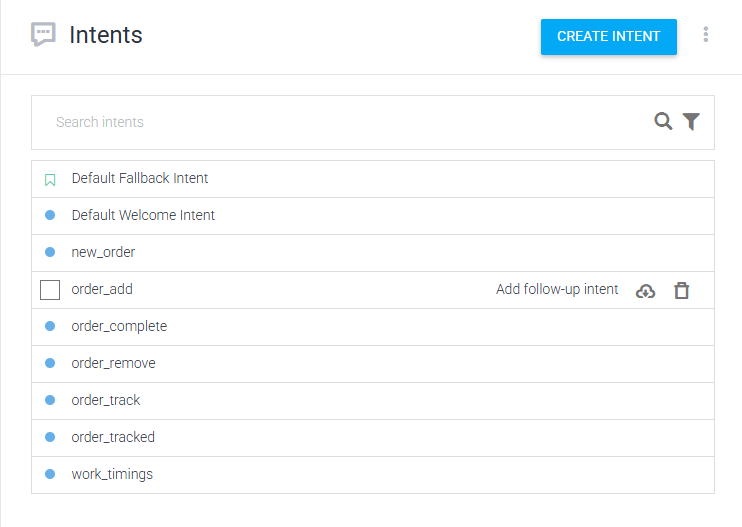 Intents
CREATE INTENT
Search intents
Default Fallback Intent
Default Welcome Intent
new_order
order_add Add follow-up intent
order_complete
order_remove
order_track
order_tracked
work_timings